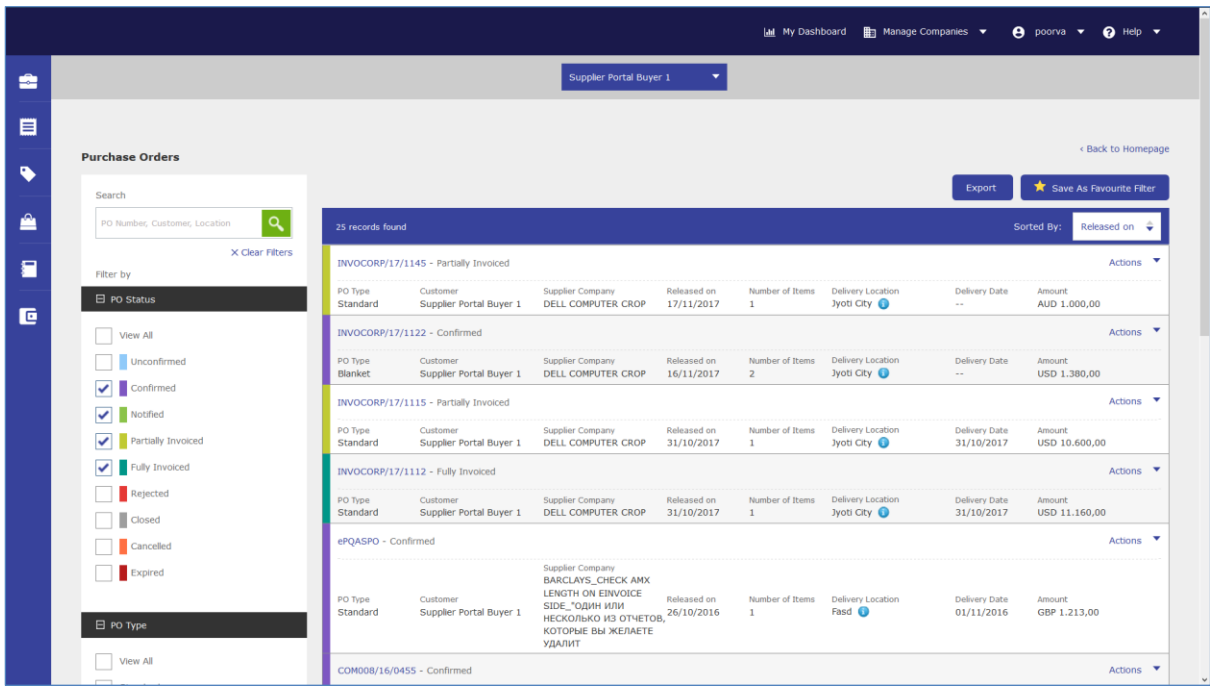 My Dashboard Manage Companies poorva Help
Supplier Portal Buyer 1
‹ Back to Homepage
Purchase Orders
Export Save As Favourite Filter
Search
PO Number, Customer, Location
X Clear Filters
Filter by
PO Status
View All
Unconfirmed
Confirmed
Notified
Partially Invoiced
Fully Invoiced
Rejected
Closed
Cancelled
Expired
PO Type
View All
25 records found Sorted By: Released on
INVOCORP/17/1145 - Partially Invoiced Actions
PO Type Customer Supplier Company Released on Number of Items Delivery Location Delivery Date Amount
Standard Supplier Portal Buyer 1 DELL COMPUTER CROP 17/11/2017 1 Jyoti City -- AUD 1.000,00
INVOCORP/17/1122 - Confirmed Actions
PO Type Customer Supplier Company Released on Number of Items Delivery Location Delivery Date Amount
Blanket Supplier Portal Buyer 1 DELL COMPUTER CROP 16/11/2017 2 Jyoti City -- USD 1.380,00
INVOCORP/17/1115 - Partially Invoiced Actions
PO Type Customer Supplier Company Released on Number of Items Delivery Location Delivery Date Amount
Standard Supplier Portal Buyer 1 DELL COMPUTER CROP 31/10/2017 1 Jyoti City 31/10/2017 USD 10.600,00
INVOCORP/17/1112 - Fully Invoiced Actions
PO Type Customer Supplier Company Released on Number of Items Delivery Location Delivery Date Amount
Standard Supplier Portal Buyer 1 DELL COMPUTER CROP 31/10/2017 1 Jyoti City 31/10/2017 USD 11.160,00
ePQASPO - Confirmed Actions
Supplier Company
BARCLAYS_CHECK AMX
LENGTH ON EINVOICE
SIDE_"ОДИН ИЛИ
НЕСКОЛЬКО ИЗ ОТЧЕТОВ,
КОТОРЫЕ ВЫ ЖЕЛАЕТЕ
УДАЛИТ
PO Type Customer Released on Number of Items Delivery Location Delivery Date Amount
Standard Supplier Portal Buyer 1 26/10/2016 1 Fasd 01/11/2016 GBP 1.213,00
COM008/16/0455 - Confirmed Actions